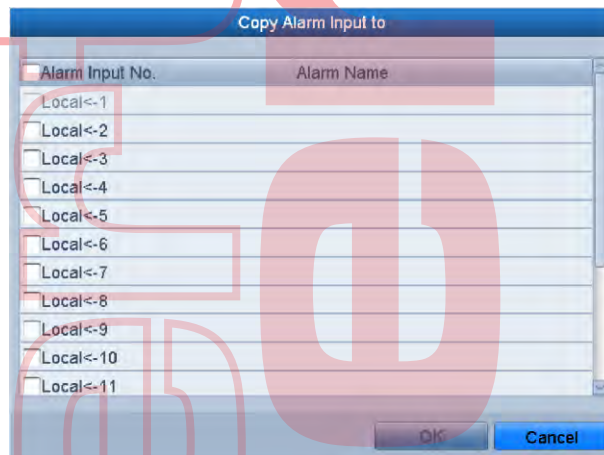 Copy Alarm Input to
Alarm Input No. Alarm Name
Local<-1
Local<-2
Local<-3
Local<-4
Local<-5
Local<-6
Local<-7
Local<-8
Local<-9
Local<-10
Local<-11
OK Cancel